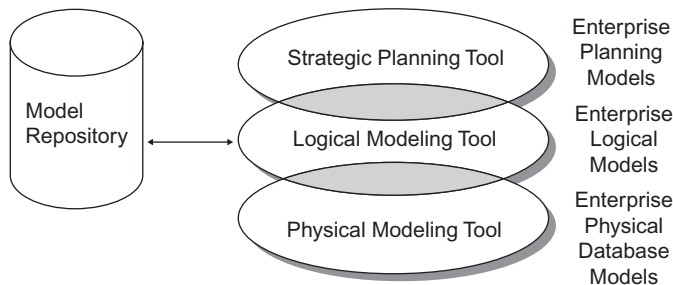 Model
Repository
Strategic Planning Tool
Logical Modeling Tool
Physical Modeling Tool
Enterprise
Planning
Models
Enterprise
Logical
Models
Enterprise
Physical
Database
Models